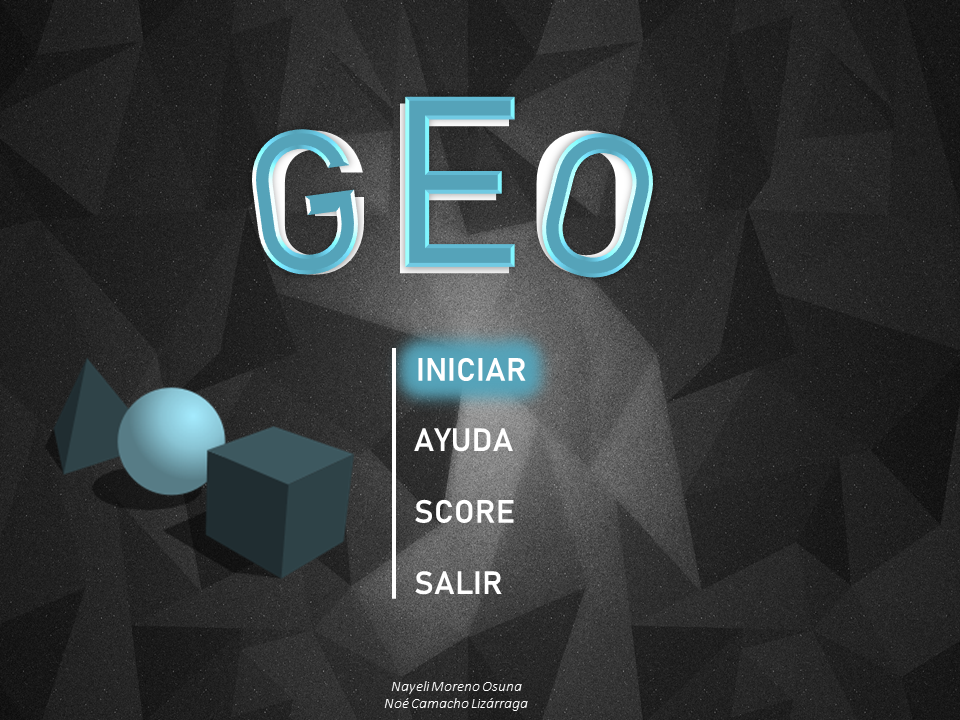 GEO
INICIAR
AYUDA
SCORE
SALIR
Nayeli Moreno Osuna
Noé Camacho Lizárraga